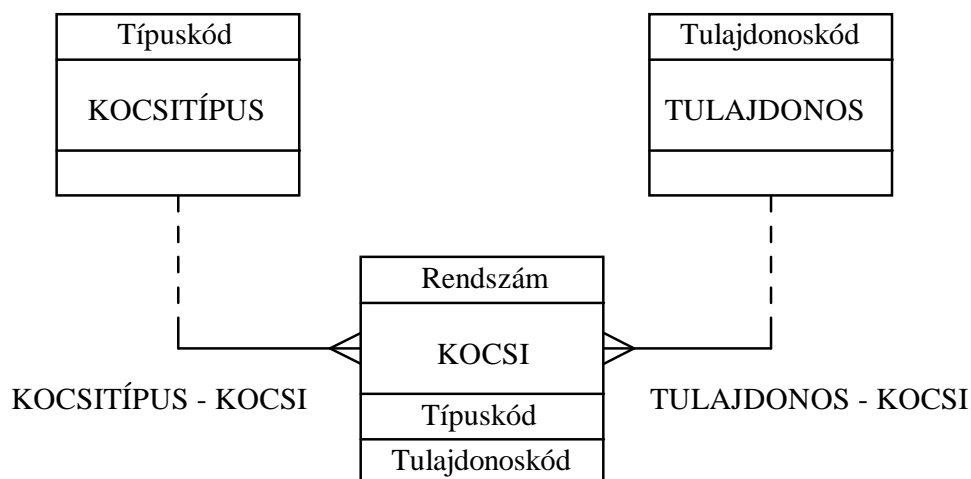 Típuskód
KOCSITÍPUS
Tulajdonoskód
TULAJDONOS
Rendszám
KOCSI
Típuskód
Tulajdonoskód
KOCSITÍPUS - KOCSI
TULAJDONOS - KOCSI